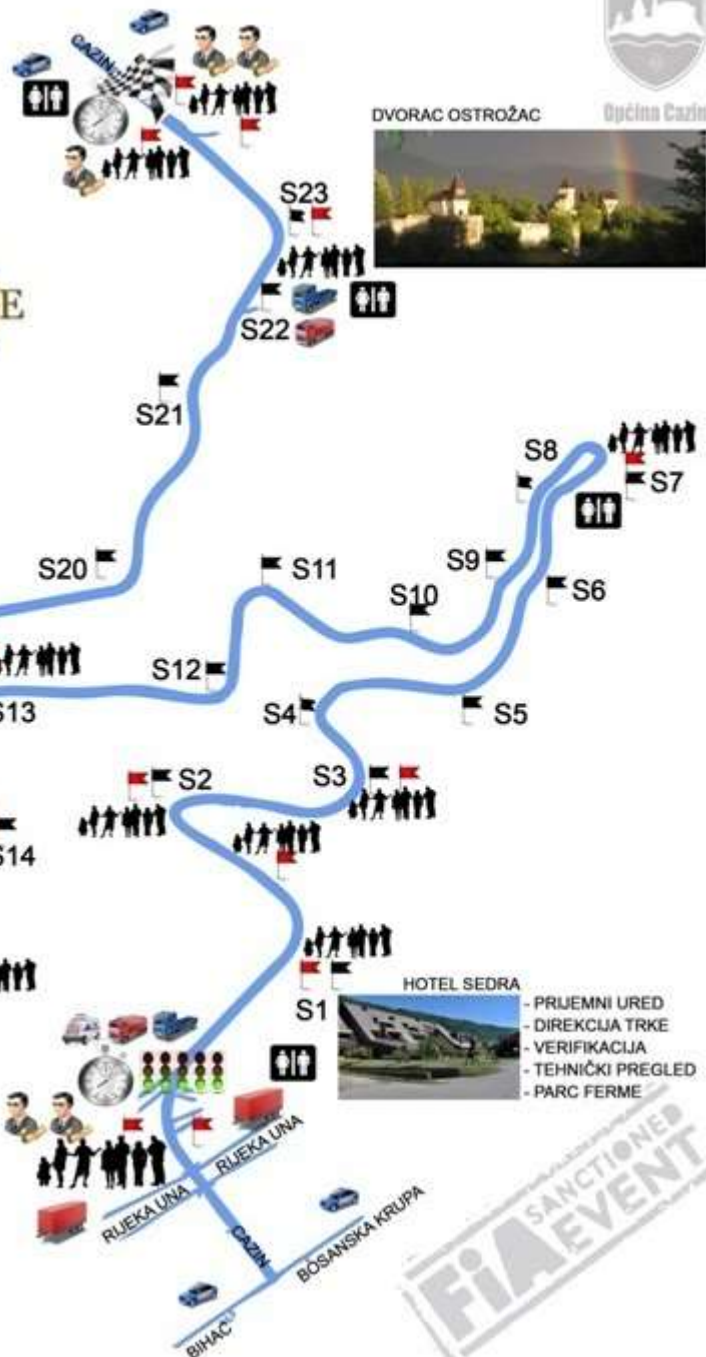 CAZIN
Općina Cazin
DVORAC OSTROŽAC
S23
E
S22
S21
S8
S7
S20
S11
S9
S6
S10
S12
S13
S4
S5
S2
S3
S14
HOTEL SEDRA
S1
- PRIJEMNI URED
- DIREKCIJA TRKE
- VERIFIKACIJA
- TEHNIČKI PREGLED
- PARC FERME
RIJEKA UNA
RIJEKA UNA
CAZIN
BOSANSKA KRUPA
BIHAĆ
FiA SANCTIONED
EVENT